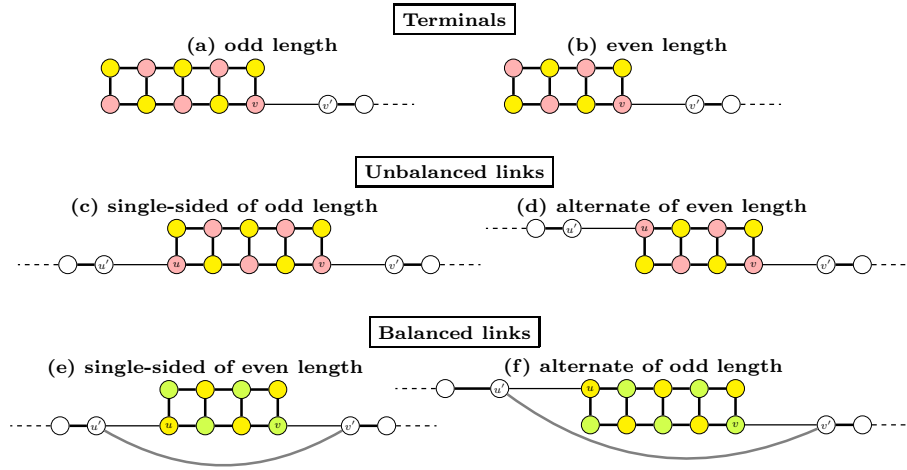 Terminals
(a) odd length
(b) even length
v v'
v v'
Unbalanced links
(c) single-sided of odd length
(d) alternate of even length
u' u v v'
u' u
v v'
Balanced links
(e) single-sided of even length
(f) alternate of odd length
u' u v v'
u' u
v v'